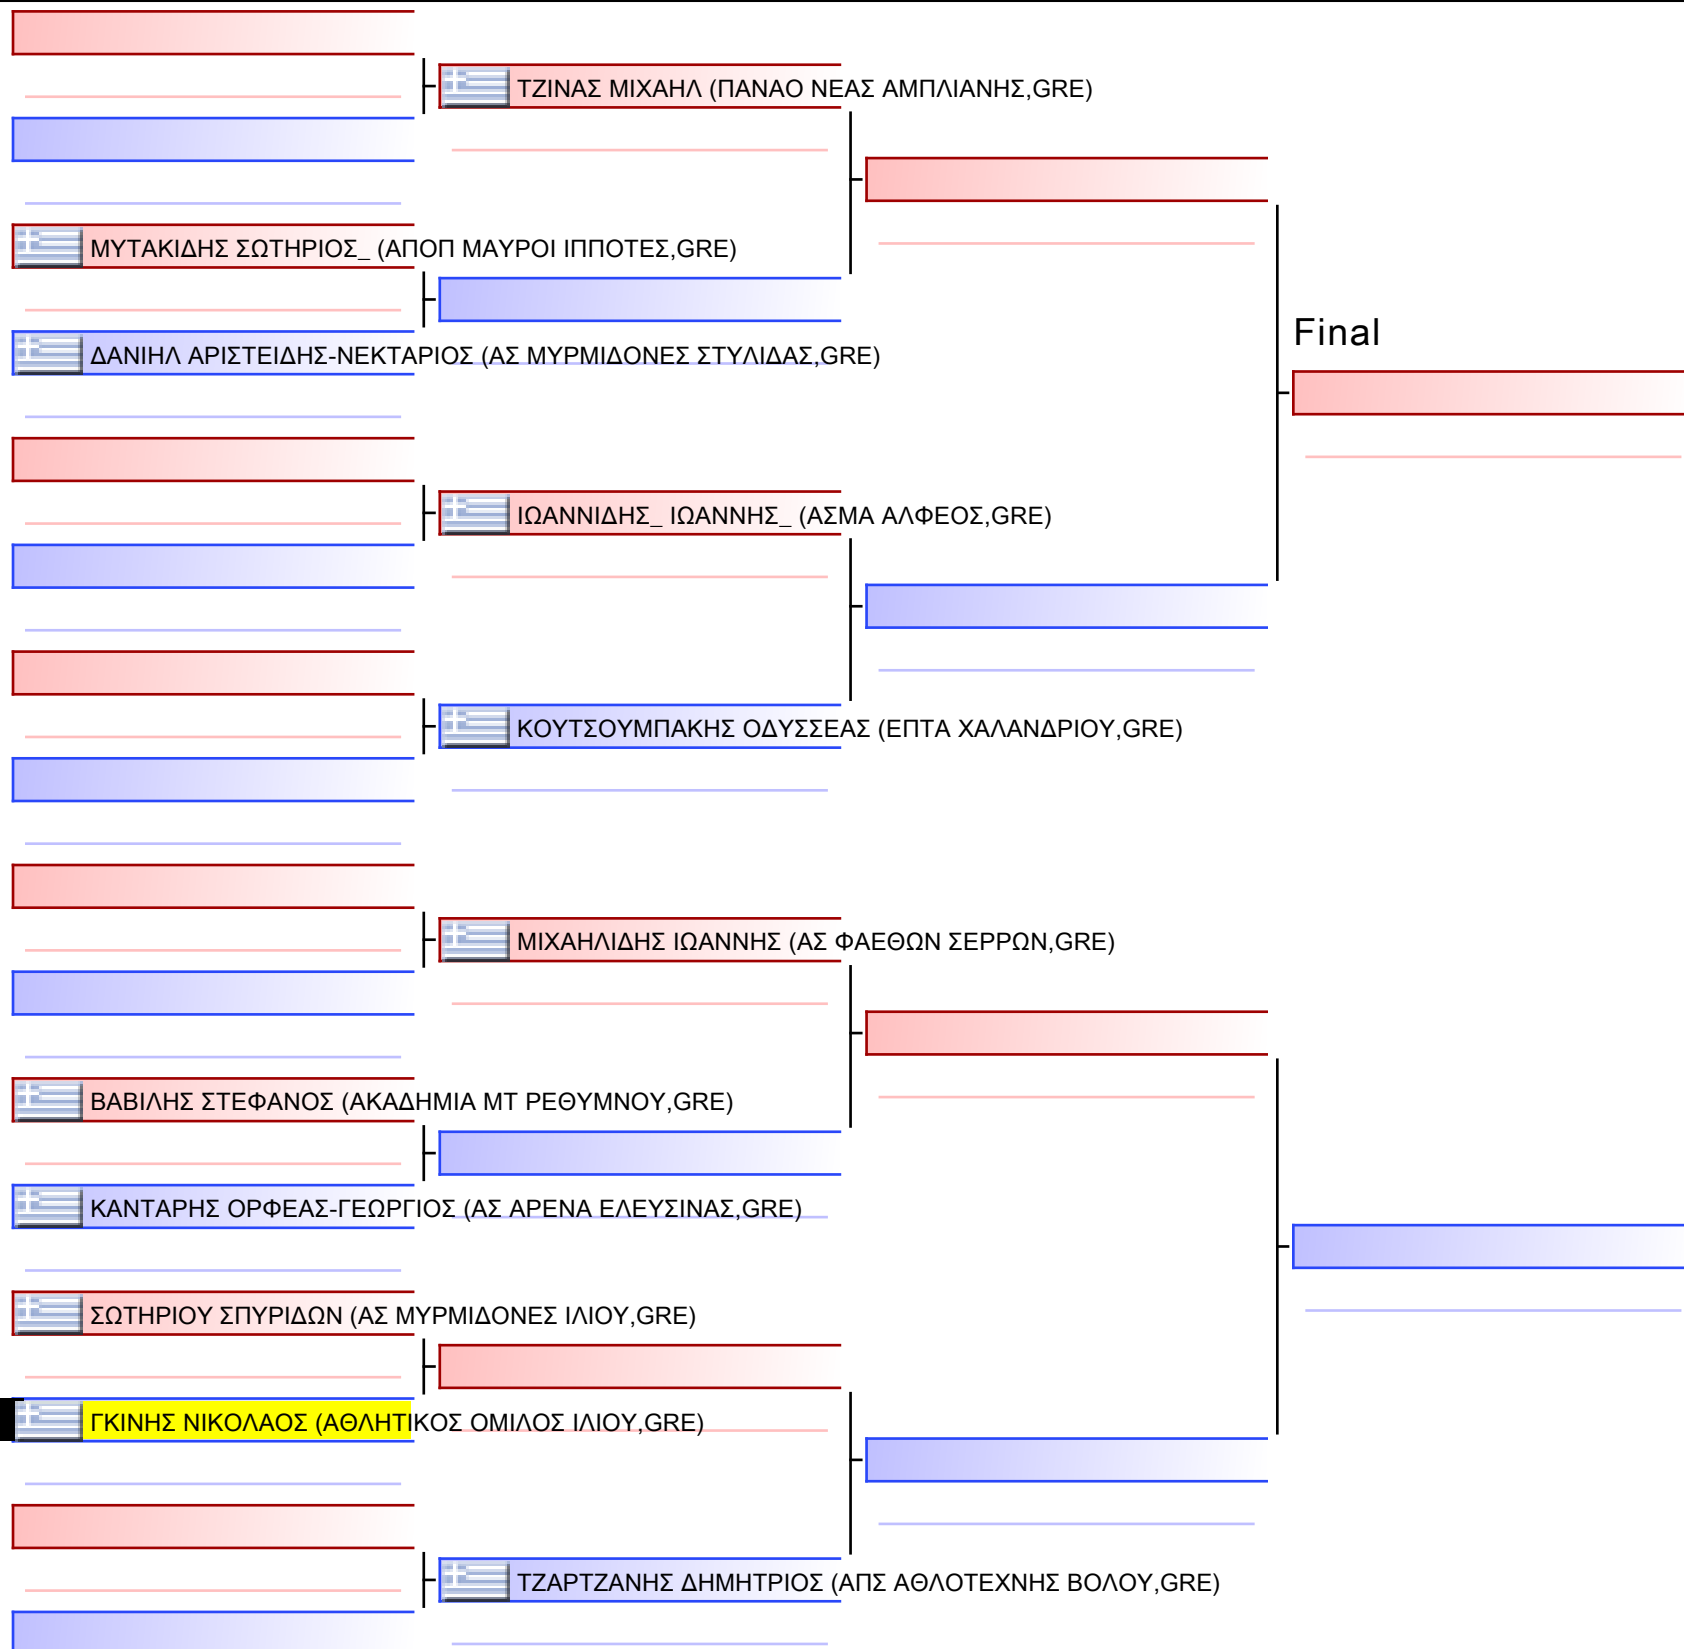 ΤΖΙΝΑΣ ΜΙΧΑΗΛ (ΠΑΝΑΟ ΝΕΑΣ ΑΜΠΛΙΑΝΗΣ,GRE)
ΜΥΤΑΚΙΔΗΣ ΣΩΤΗΡΙΟΣ_ (ΑΠΟΠ ΜΑΥΡΟΙ ΙΠΠΟΤΕΣ,GRE)
Final
ΔΑΝΙΗΛ ΑΡΙΣΤΕΙΔΗΣ-ΝΕΚΤΑΡΙΟΣ (ΑΣ ΜΥΡΜΙΔΟΝΕΣ ΣΤΥΛΙΔΑΣ,GRE)
ΙΩΑΝΝΙΔΗΣ_ ΙΩΑΝΝΗΣ_ (ΑΣΜΑ ΑΛΦΕΟΣ,GRE)
ΚΟΥΤΣΟΥΜΠΑΚΗΣ ΟΔΥΣΣΕΑΣ (ΕΠΤΑ ΧΑΛΑΝΔΡΙΟΥ,GRE)
ΜΙΧΑΗΛΙΔΗΣ ΙΩΑΝΝΗΣ (ΑΣ ΦΑΕΘΩΝ ΣΕΡΡΩΝ,GRE)
ΒΑΒΙΛΗΣ ΣΤΕΦΑΝΟΣ (ΑΚΑΔΗΜΙΑ ΜΤ ΡΕΘΥΜΝΟΥ,GRE)
ΚΑΝΤΑΡΗΣ ΟΡΦΕΑΣ-ΓΕΩΡΓΙΟΣ (ΑΣ ΑΡΕΝΑ ΕΛΕΥΣΙΝΑΣ,GRE)
ΣΩΤΗΡΙΟΥ ΣΠΥΡΙΔΩΝ (ΑΣ ΜΥΡΜΙΔΟΝΕΣ ΙΛΙΟΥ,GRE)
ΓΚΙΝΗΣ ΝΙΚΟΛΑΟΣ (ΑΘΛΗΤΙΚΟΣ ΟΜΙΛΟΣ ΙΛΙΟΥ,GRE)
ΤΖΑΡΤΖΑΝΗΣ ΔΗΜΗΤΡΙΟΣ (ΑΠΣ ΑΘΛΟΤΕΧΝΗΣ ΒΟΛΟΥ,GRE)